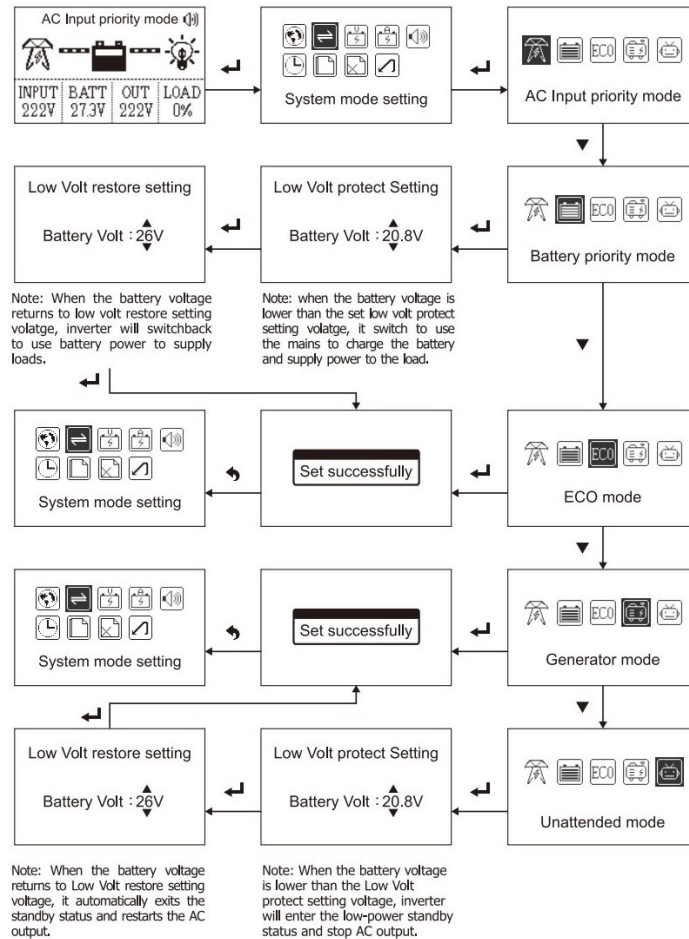 AC Input priority mode
INPUT BATT OUT LOAD
222V 27.3V 222V 0%
System mode setting
ECO
AC Input priority mode
Low Volt restore setting
Battery Volt : 26V
Note: When the battery voltage
returns to low volt restore setting
volatge, inverter will switchback
to use battery power to supply
loads.
Low Volt protect Setting
Battery Volt : 20.8V
Note: when the battery voltage is
lower than the set low volt protect
setting volatge, it switch to use
the mains to charge the battery
and supply power to the load.
ECO
Battery priority mode
System mode setting
Set successfully
ECO
ECO mode
System mode setting
Set successfully
ECO
Generator mode
Low Volt restore setting
Battery Volt : 26V
Note: When the battery voltage
returns to Low Volt restore setting
voltage, it automatically exits the
standby status and restarts the AC
output.
Low Volt protect Setting
Battery Volt : 20.8V
Note: When the battery voltage
is lower than the Low Volt
protect setting voltage, inverter
will enter the low-power standby
status and stop AC output.
ECO
Unattended mode